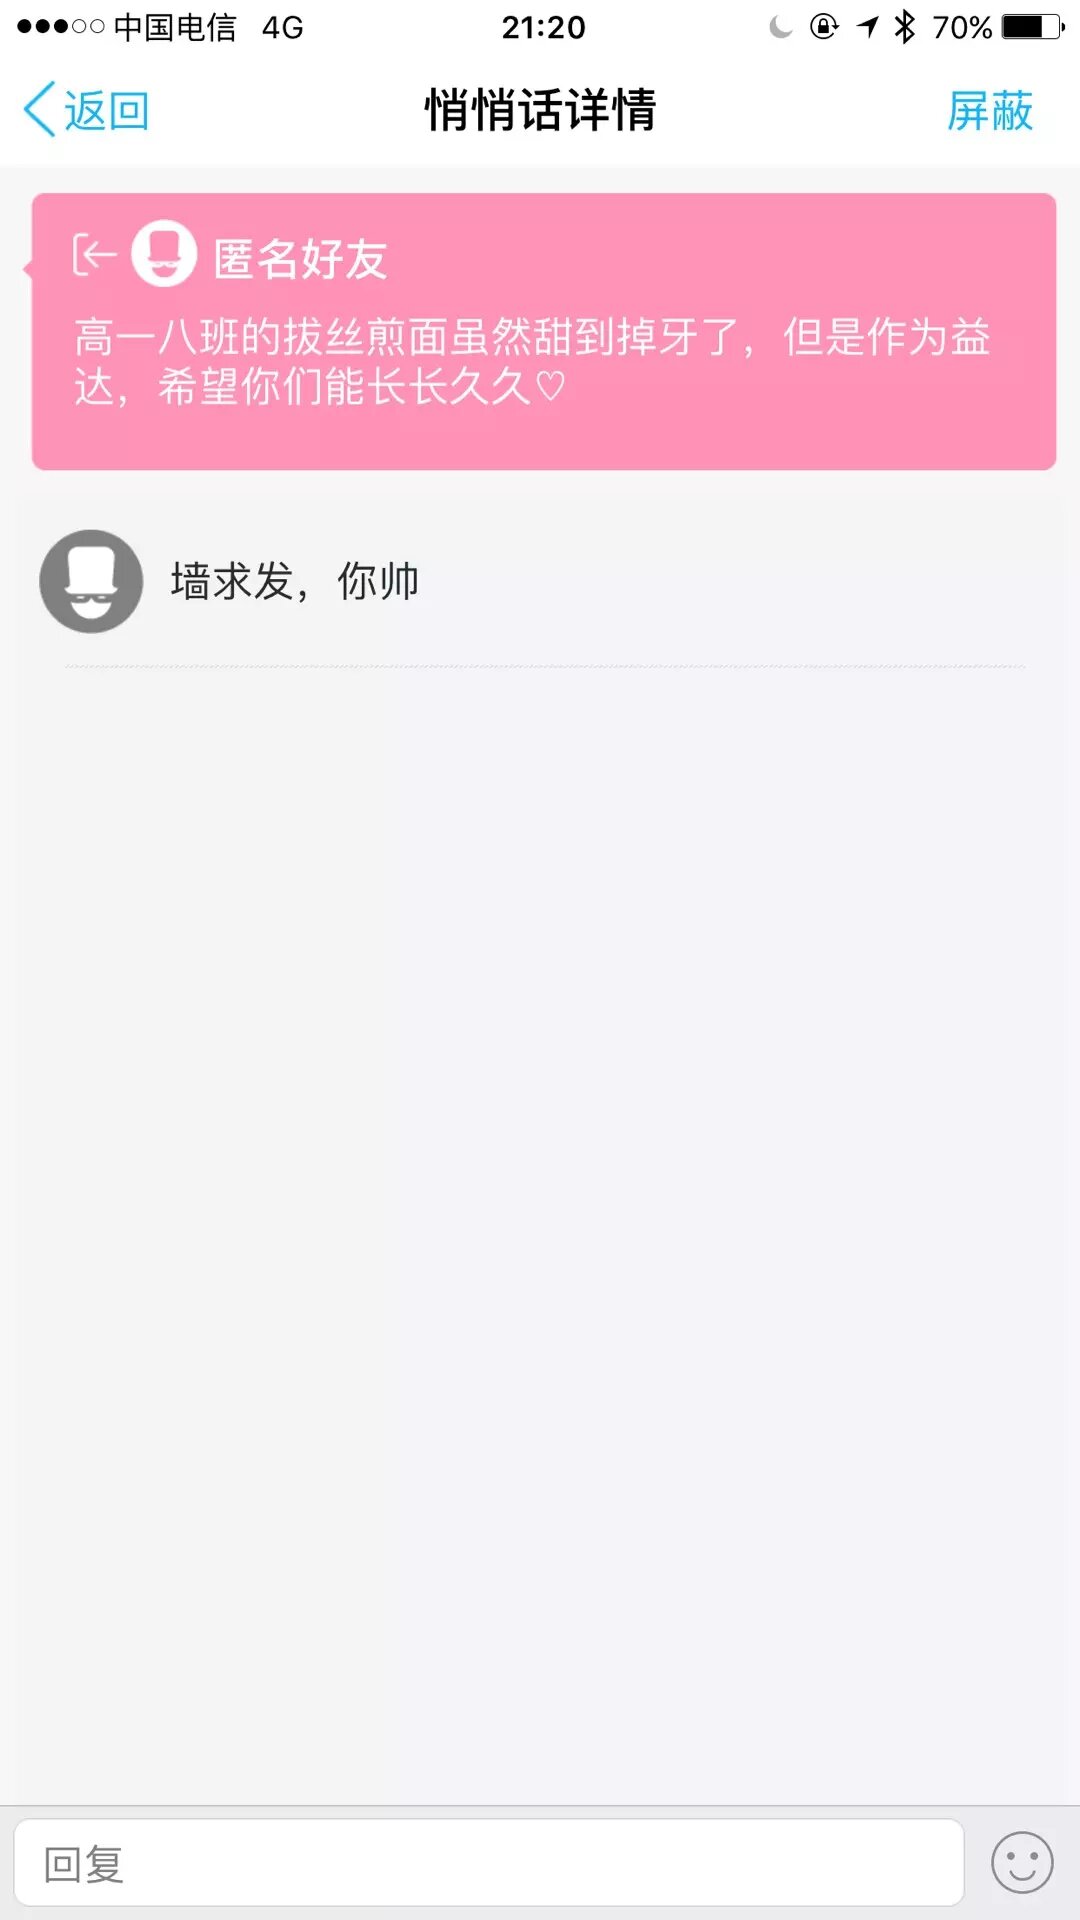 中国电信 4G 21:20 70%
返回 悄悄话详情 屏蔽
匿名好友
高一八班的拔丝煎面虽然甜到掉牙了，但是作为益
达，希望你们能长长久久♡
墙求发，你帅
回复